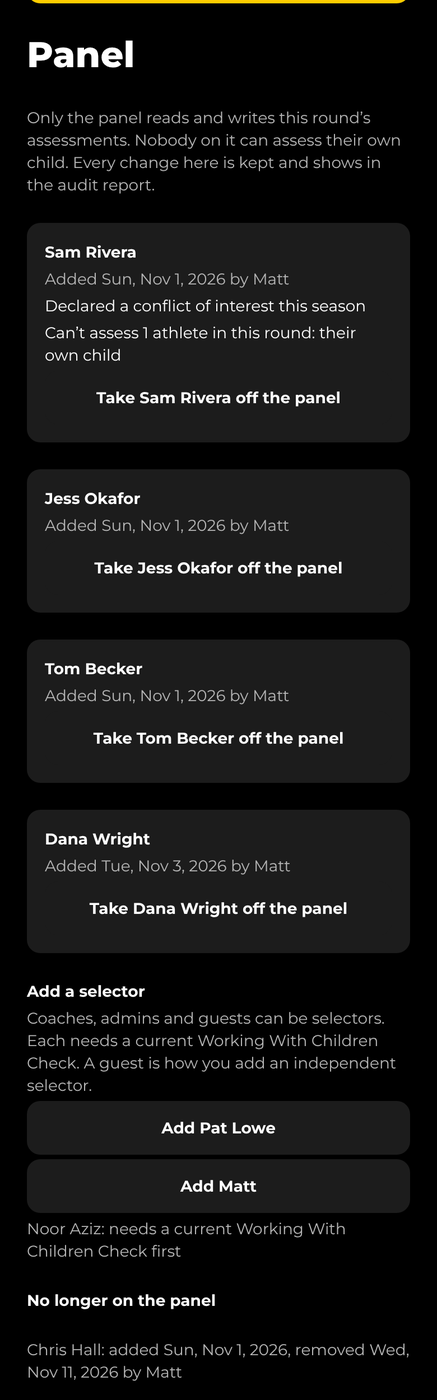 Panel
Only the panel reads and writes this round’s
assessments. Nobody on it can assess their own
child. Every change here is kept and shows in
the audit report.
Sam Rivera
Added Sun, Nov 1, 2026 by Matt
Declared a conflict of interest this season
Can’t assess 1 athlete in this round: their
own child
Take Sam Rivera off the panel
Jess Okafor
Added Sun, Nov 1, 2026 by Matt
Take Jess Okafor off the panel
Tom Becker
Added Sun, Nov 1, 2026 by Matt
Take Tom Becker off the panel
Dana Wright
Added Tue, Nov 3, 2026 by Matt
Take Dana Wright off the panel
Add a selector
Coaches, admins and guests can be selectors.
Each needs a current Working With Children
Check. A guest is how you add an independent
selector.
Add Pat Lowe
Add Matt
Noor Aziz: needs a current Working With
Children Check first
No longer on the panel
Chris Hall: added Sun, Nov 1, 2026, removed Wed,
Nov 11, 2026 by Matt